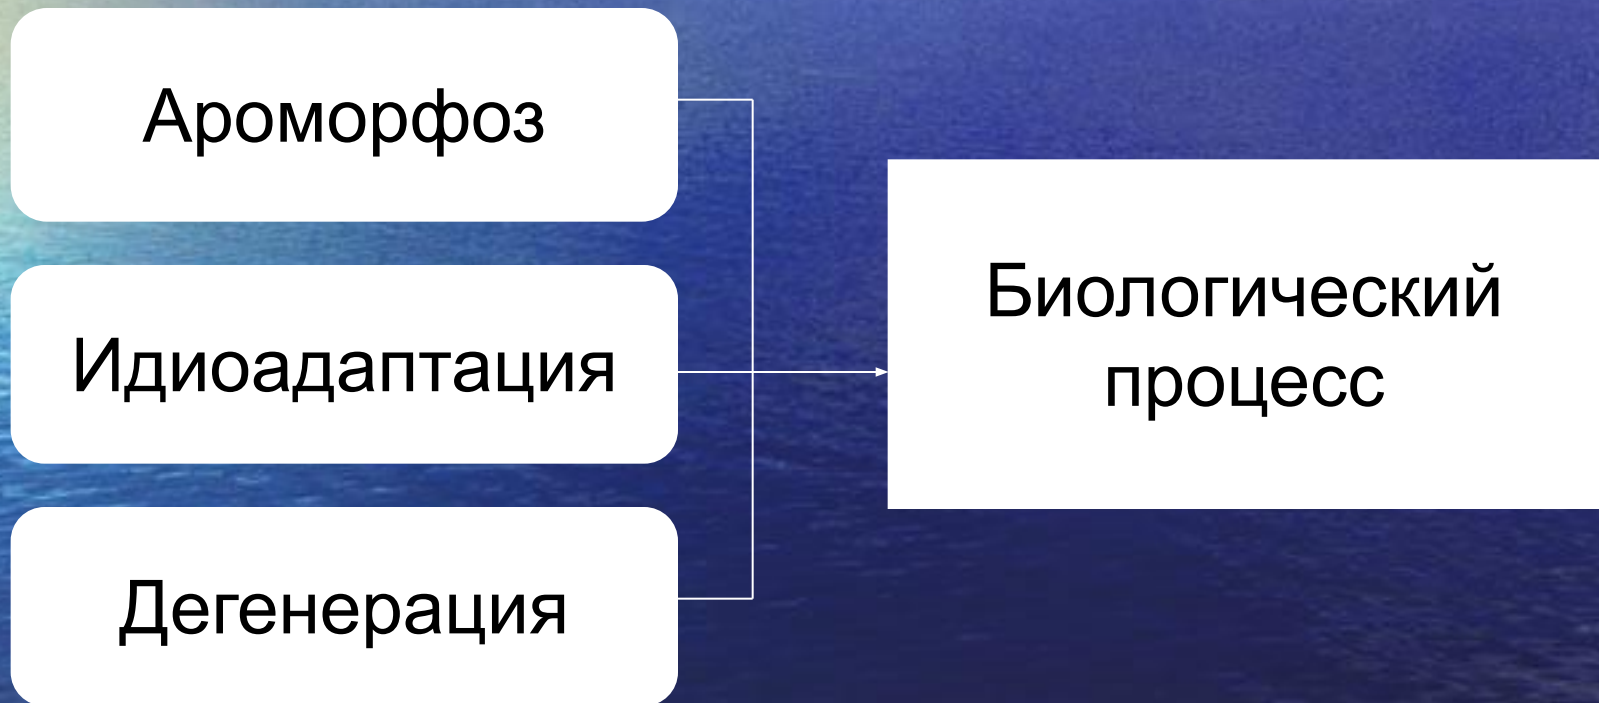 Ароморфоз
Идиоадаптация
Дегенерация
Биологический
процесс